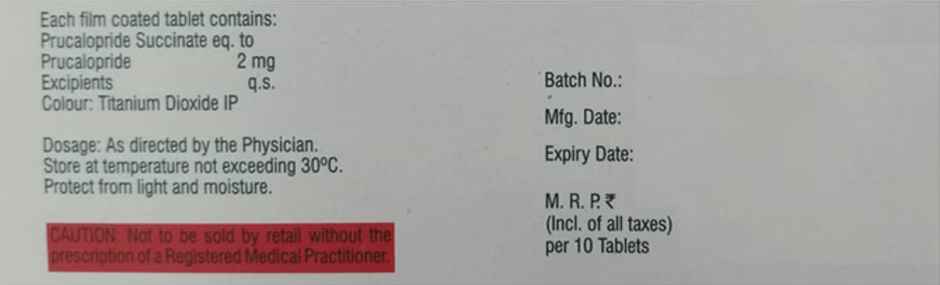 Each film coated tablet contains:
Prucalopride Succinate eq. to
Prucalopride 2 mg
Excipients q.s.
Colour: Titanium Dioxide IP
Dosage: As directed by the Physician.
Store at temperature not exceeding 30ºC.
Protect from light and moisture.
CAUTION: Not to be sold by retail without the
prescription of a Registered Medical Practitioner.
Batch No.:
Mfg. Date:
Expiry Date:
M. R. P. ₹
(Incl. of all taxes)
per 10 Tablets